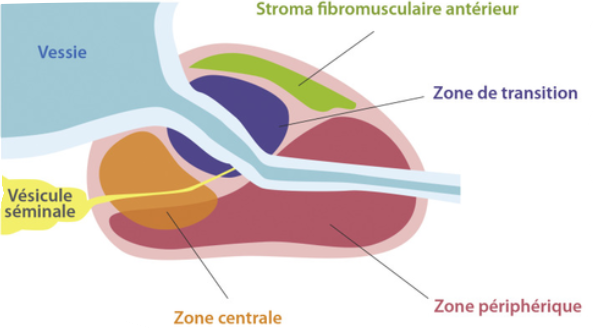 Stroma fibromusculaire antérieur
Vessie
Zone de transition
Vésicule
séminale
Zone centrale
Zone périphérique